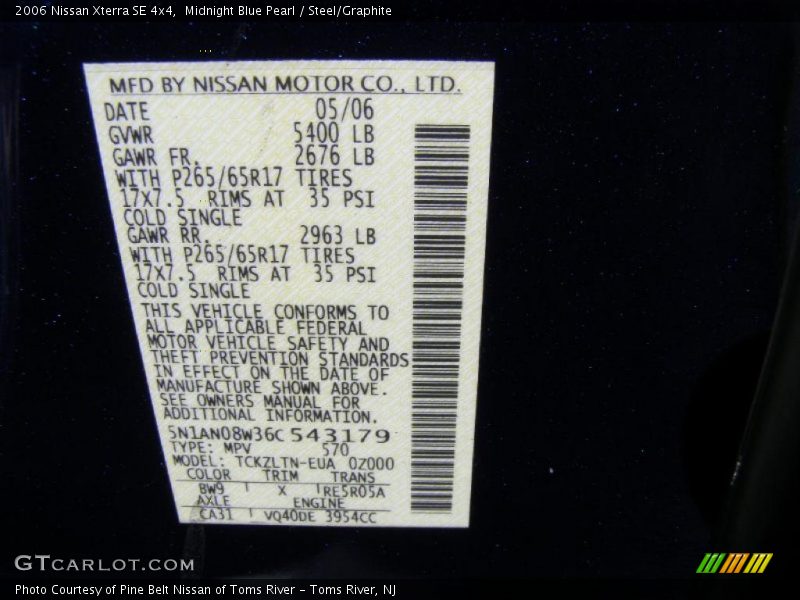 2006 Nissan Xterra SE 4x4,  Midnight Blue Pearl / Steel/Graphite
MFD BY NISSAN MOTOR CO., LTD.
DATE 05/06
GVWR 5400 LB
GAWR FR. 2676 LB
WITH P265/65R17 TIRES
17X7.5 RIMS AT 35 PSI
COLD SINGLE
GAWR RR. 2963 LB
WITH P265/65R17 TIRES
17X7.5 RIMS AT 35 PSI
COLD SINGLE
THIS VEHICLE CONFORMS TO
ALL APPLICABLE FEDERAL
MOTOR VEHICLE SAFETY AND
THEFT PREVENTION STANDARDS
IN EFFECT ON THE DATE OF
MANUFACTURE SHOWN ABOVE.
SEE OWNERS MANUAL FOR
ADDITIONAL INFORMATION.
5N1AN08W36C543179
TYPE: MPV 570
MODEL: TCKZLTN-EUA 0Z000
COLOR TRIM TRANS
BW9 X RE5R05A
AXLE ENGINE
CA31 VQ40DE 3954CC
GTCARLOT.COM
Photo Courtesy of Pine Belt Nissan of Toms River – Toms River, NJ